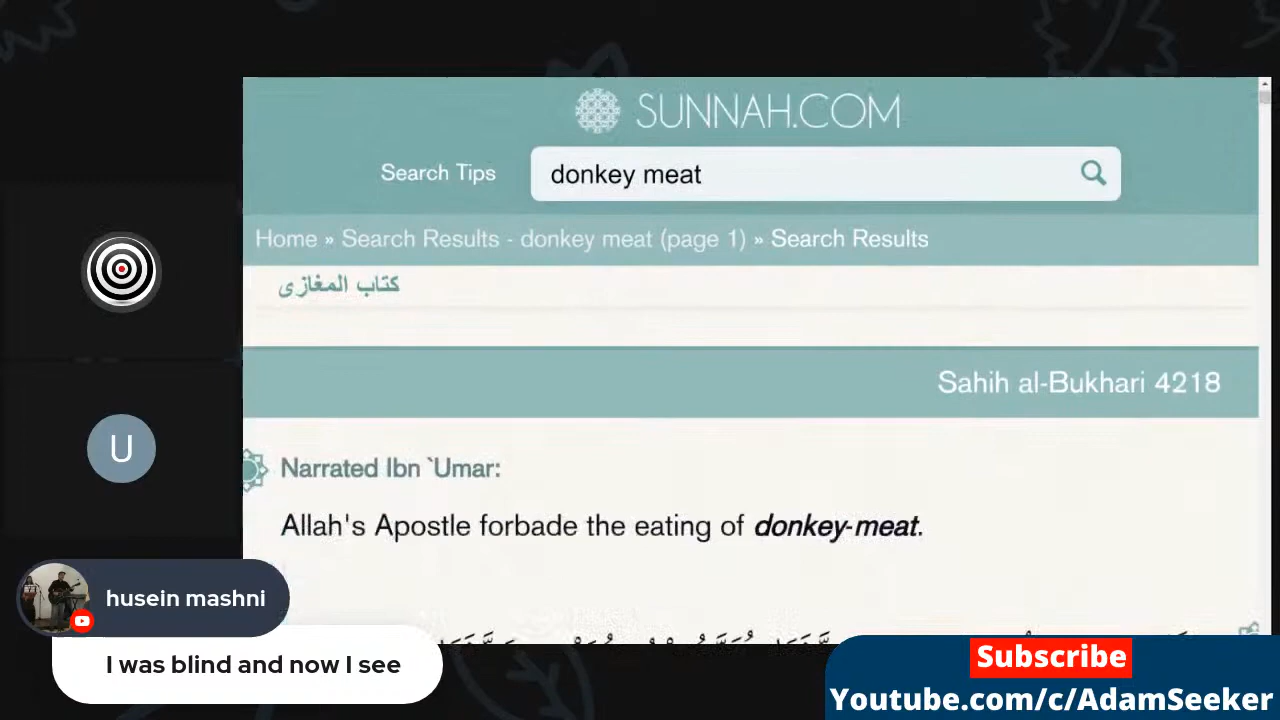 SUNNAH.COM
Search Tips
donkey meat
Home » Search Results - donkey meat (page 1) » Search Results
كتاب المغازى
Sahih al-Bukhari 4218
Narrated Ibn `Umar:
Allah's Apostle forbade the eating of donkey-meat.
U
husein mashni
I was blind and now I see
Subscribe
Youtube.com/c/AdamSeeker